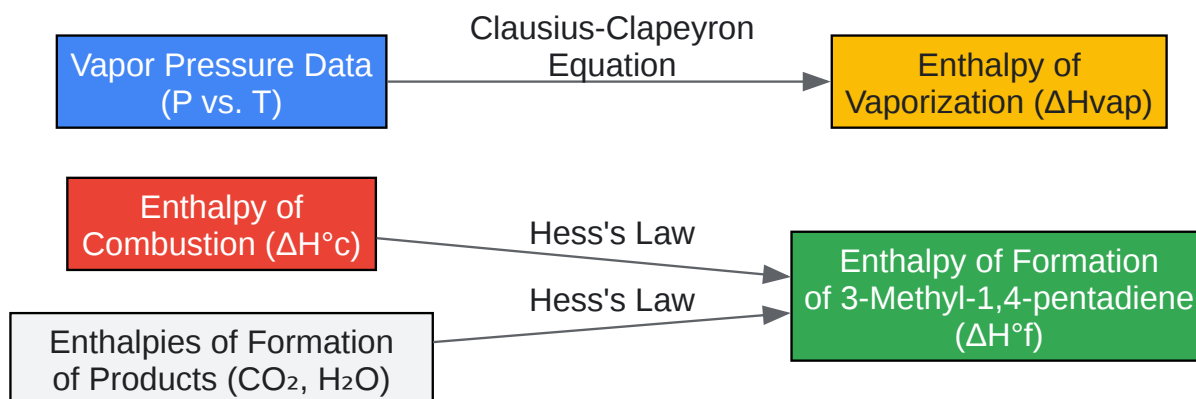 Clausius-Clapeyron
Equation
Vapor Pressure Data
(P vs. T)
Enthalpy of
Vaporization (ΔHvap)
Enthalpy of
Combustion (ΔH°c)
Hess's Law
Hess's Law
Enthalpy of Formation
of 3-Methyl-1,4-pentadiene
(ΔH°f)
Enthalpies of Formation
of Products (CO₂, H₂O)